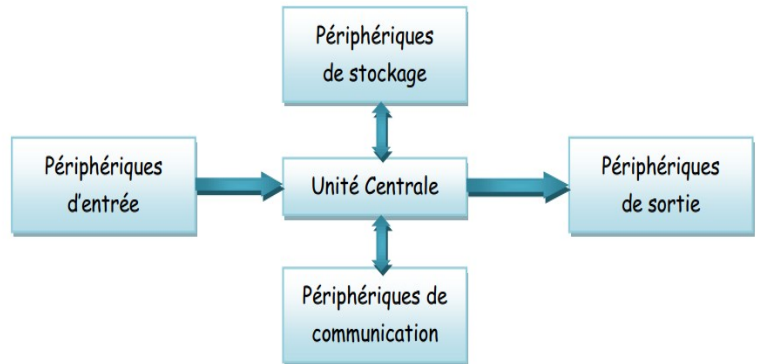 Périphériques
de stockage
Périphériques
d'entrée
Unité Centrale
Périphériques
de sortie
Périphériques de
communication